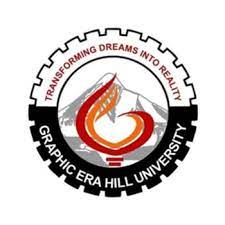 TRANSFORMING DREAMS INTO REALITY
GRAPHIC ERA HILL UNIVERSITY